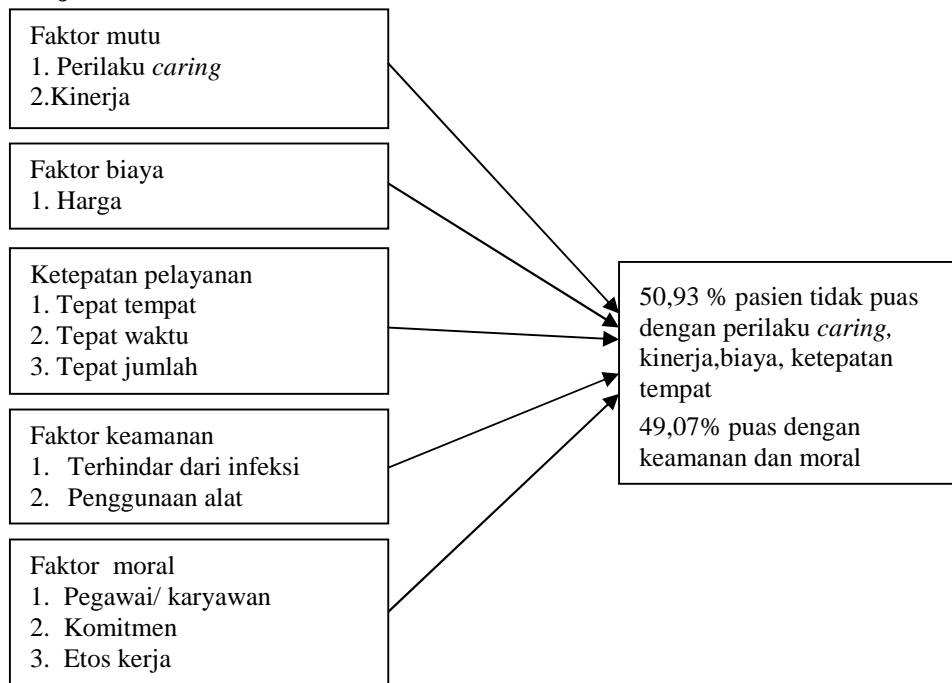 Faktor mutu
1. Perilaku caring
2.Kinerja
Faktor biaya
1. Harga
Ketepatan pelayanan
1. Tepat tempat
2. Tepat waktu
3. Tepat jumlah
Faktor keamanan
1. Terhindar dari infeksi
2. Penggunaan alat
Faktor moral
1. Pegawai/ karyawan
2. Komitmen
3. Etos kerja
50,93 % pasien tidak puas
dengan perilaku caring,
kinerja,biaya, ketepatan
tempat
49,07% puas dengan
keamanan dan moral